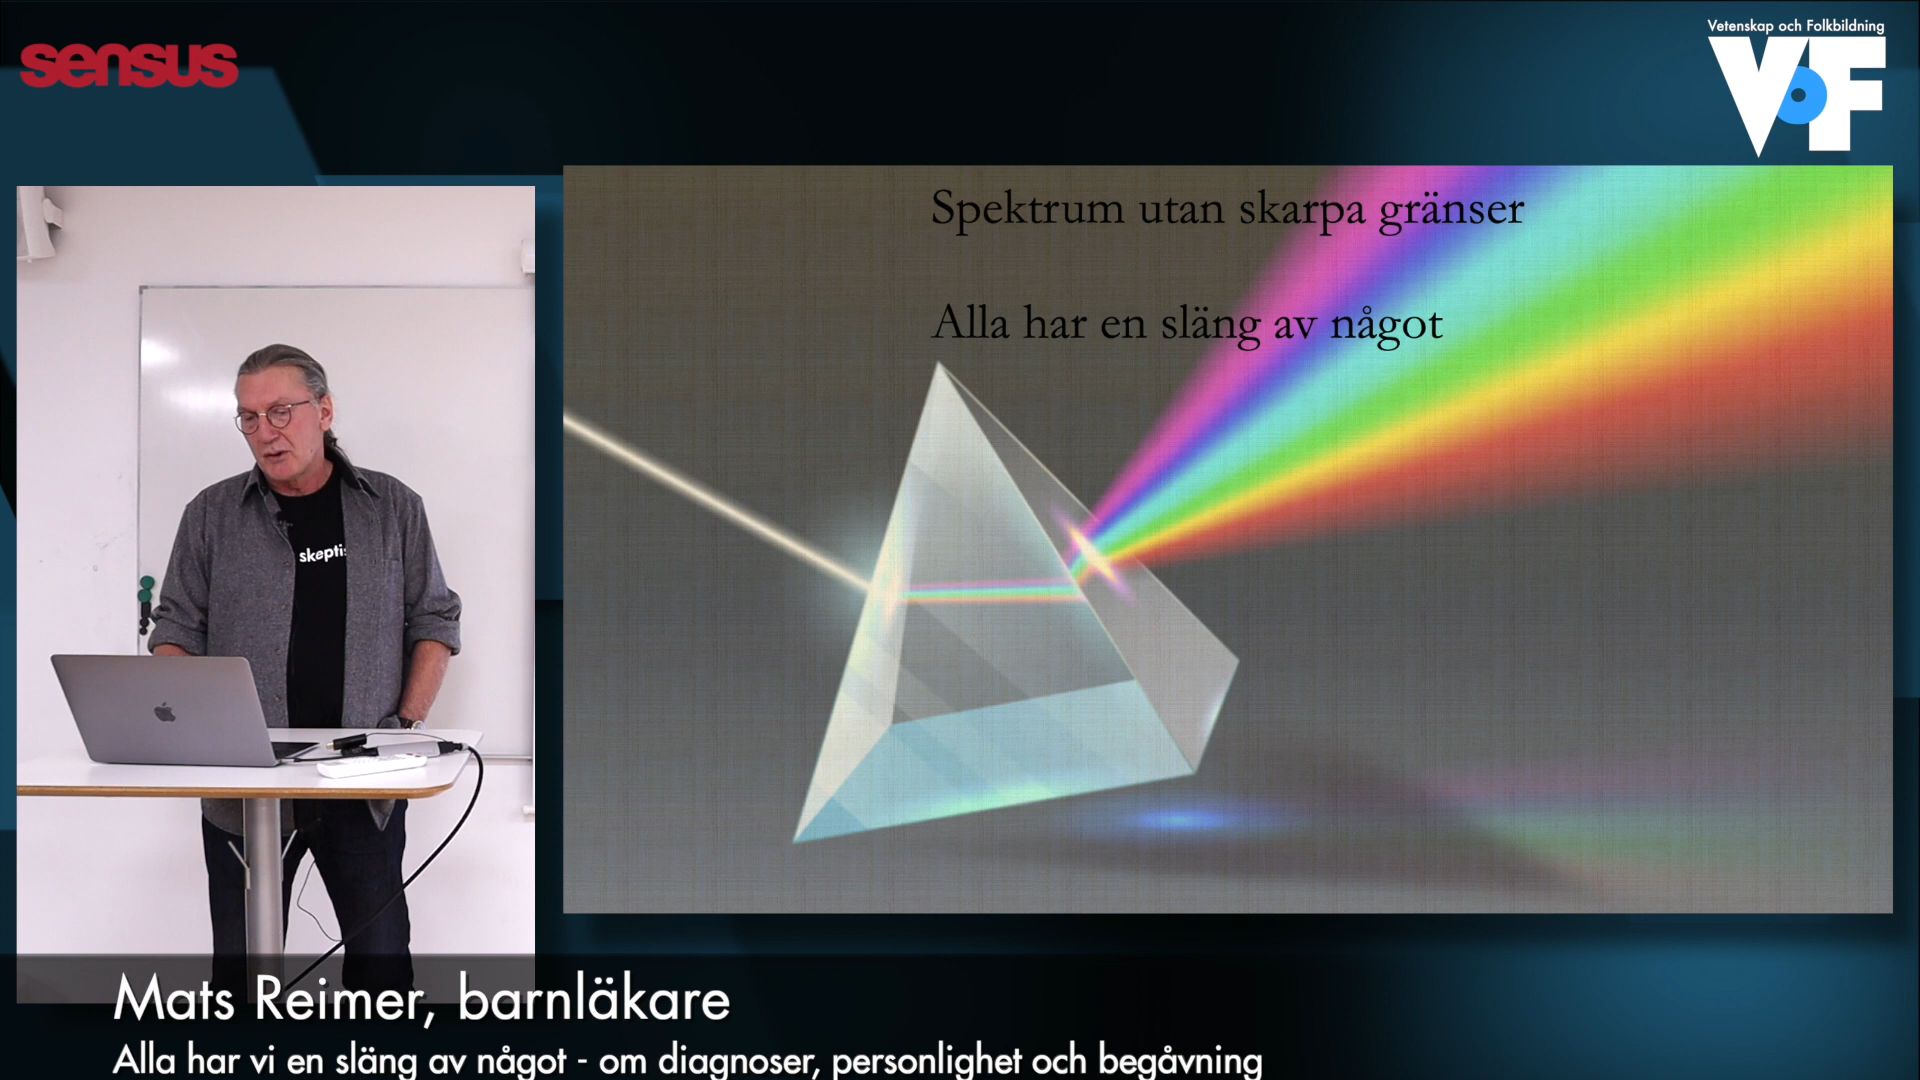 sensus
Vetenskap och Folkbildning
VoF
Spektrum utan skarpa gränser
Alla har en släng av något
Mats Reimer, barnläkare
Alla har vi en släng av något - om diagnoser, personlighet och begåvning